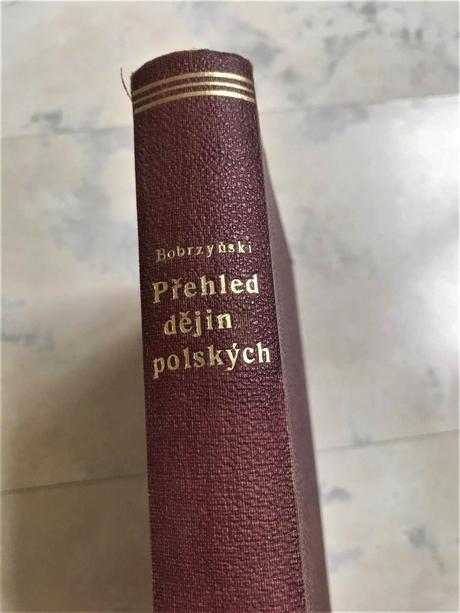 Bobrzyński
Přehled
dějin
polských